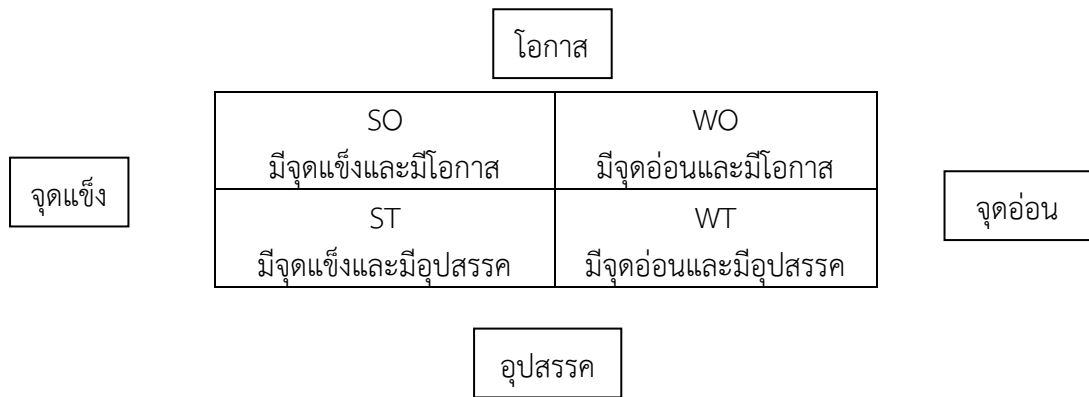 โอกาส
SO
WO
มีจุดแข็งและมีโอกาส
มีจุดอ่อนและมีโอกาส
จุดแข็ง
จุดอ่อน
ST
WT
มีจุดแข็งและมีอุปสรรค
มีจุดอ่อนและมีอุปสรรค
อุปสรรค